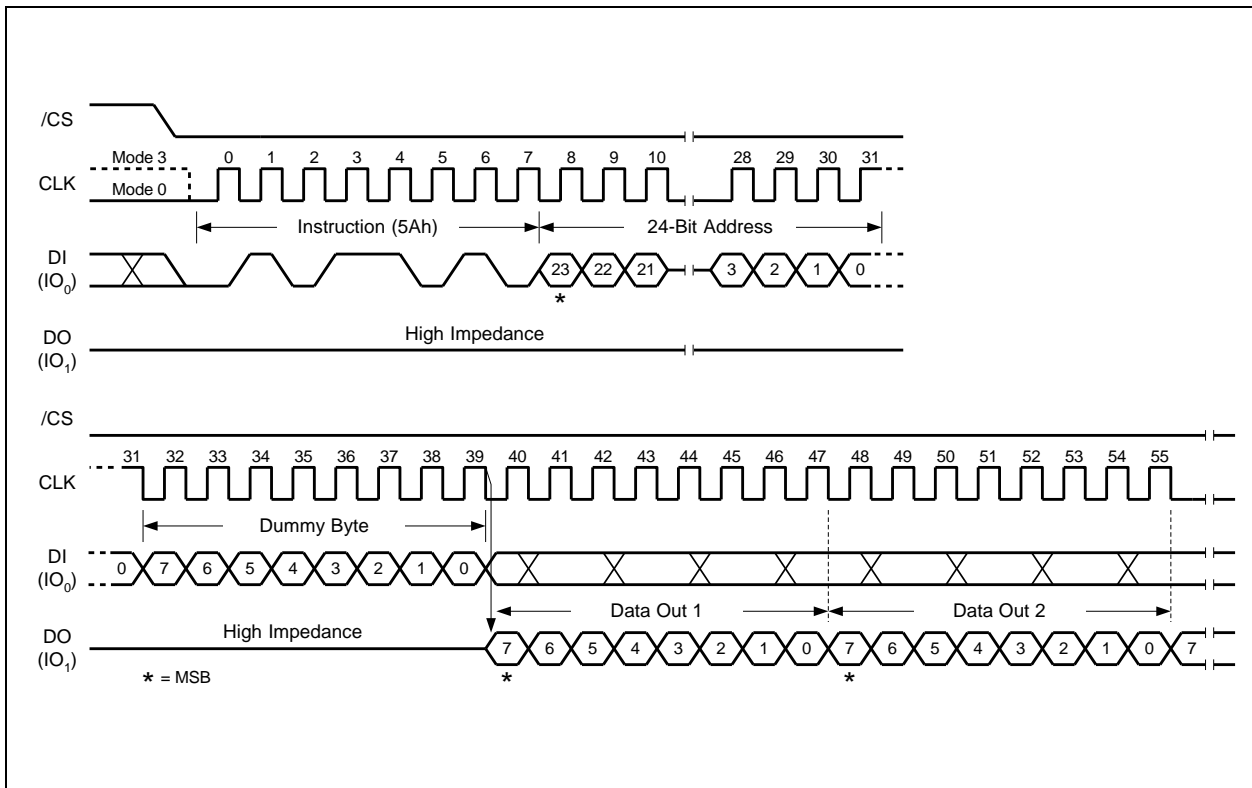 /CS
Mode 3 0 1 2 3 4 5 6 7 8 9 10 28 29 30 31
CLK
Mode 0
Instruction (5Ah) 24-Bit Address
DI
(IO0) 23 22 21 3 2 1 0
*
DO
(IO1) High Impedance
/CS
31 32 33 34 35 36 37 38 39 40 41 42 43 44 45 46 47 48 49 50 51 52 53 54 55
CLK
Dummy Byte
DI
(IO0) 0 7 6 5 4 3 2 1 0
Data Out 1 Data Out 2
DO
(IO1) High Impedance 7 6 5 4 3 2 1 0 7 6 5 4 3 2 1 0 7
* = MSB * *